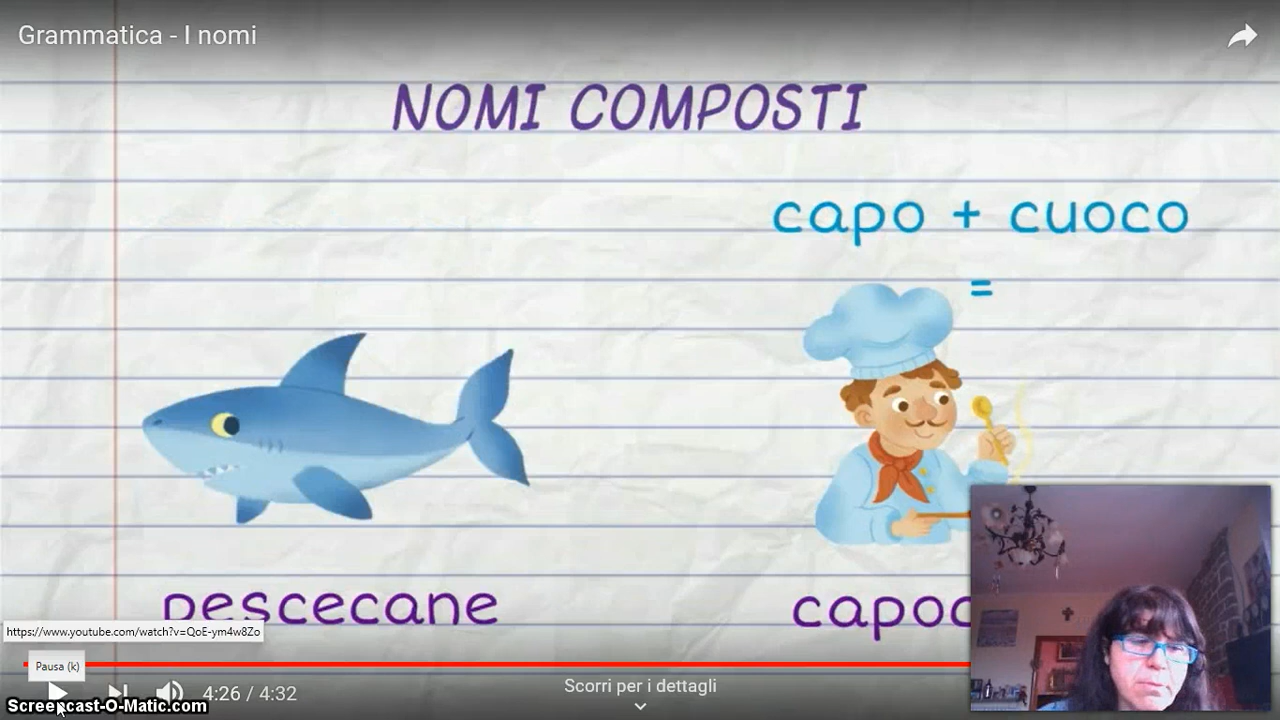 Grammatica - I nomi
NOMI COMPOSTI
capo + cuoco
=
pescecane
https://www.youtube.com/watch?v=QoE-ym4w8Zo
Pausa (k)
4:26 / 4:32
Scorri per i dettagli
Screencast-O-Matic.com